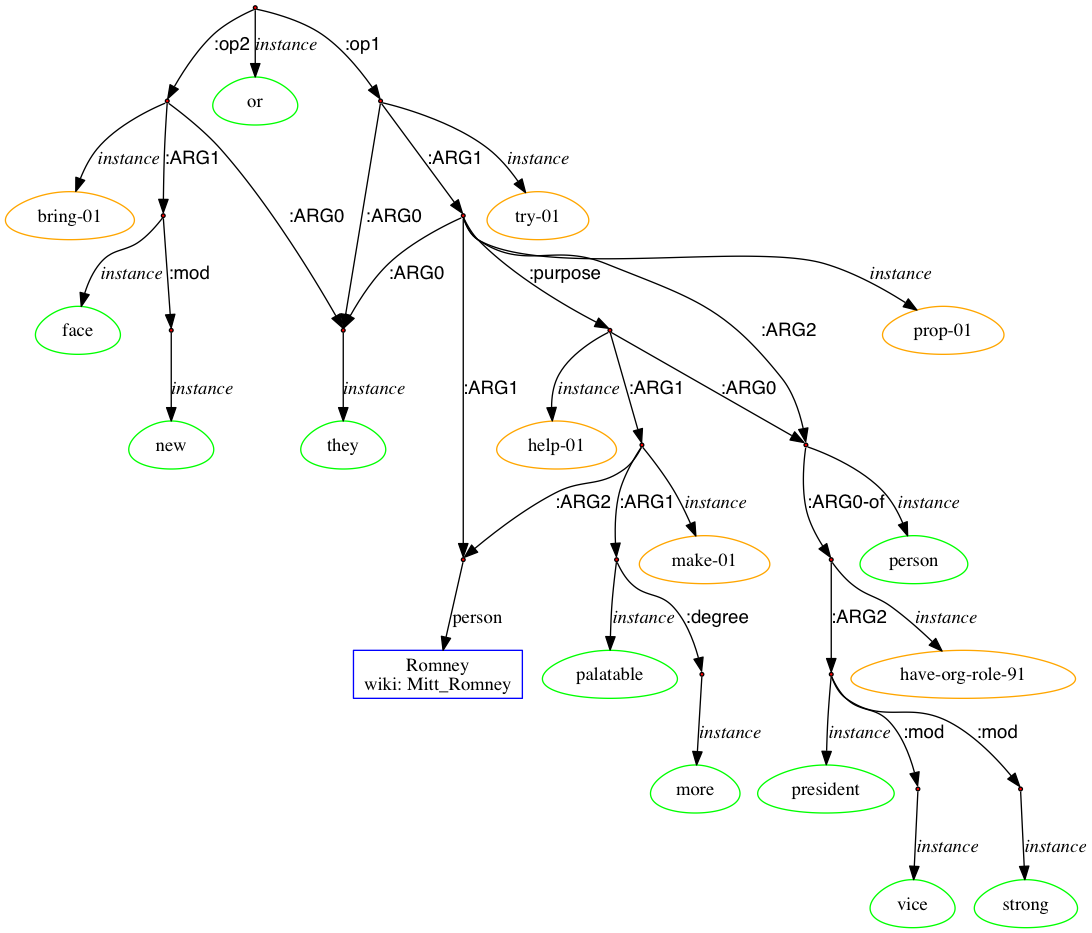 :op2 instance :op1
or
instance :ARG1 :ARG0 :ARG0 :ARG1 instance
bring-01 try-01
instance :mod :ARG0 :purpose :ARG2 instance
face prop-01
instance instance :ARG1 instance :ARG1 :ARG0
new they help-01
:ARG2 :ARG1 instance :ARG0-of instance
make-01 person
person instance :degree :ARG2 instance
Romney
wiki: Mitt_Romney
palatable have-org-role-91
instance instance :mod :mod
more president
instance instance
vice strong